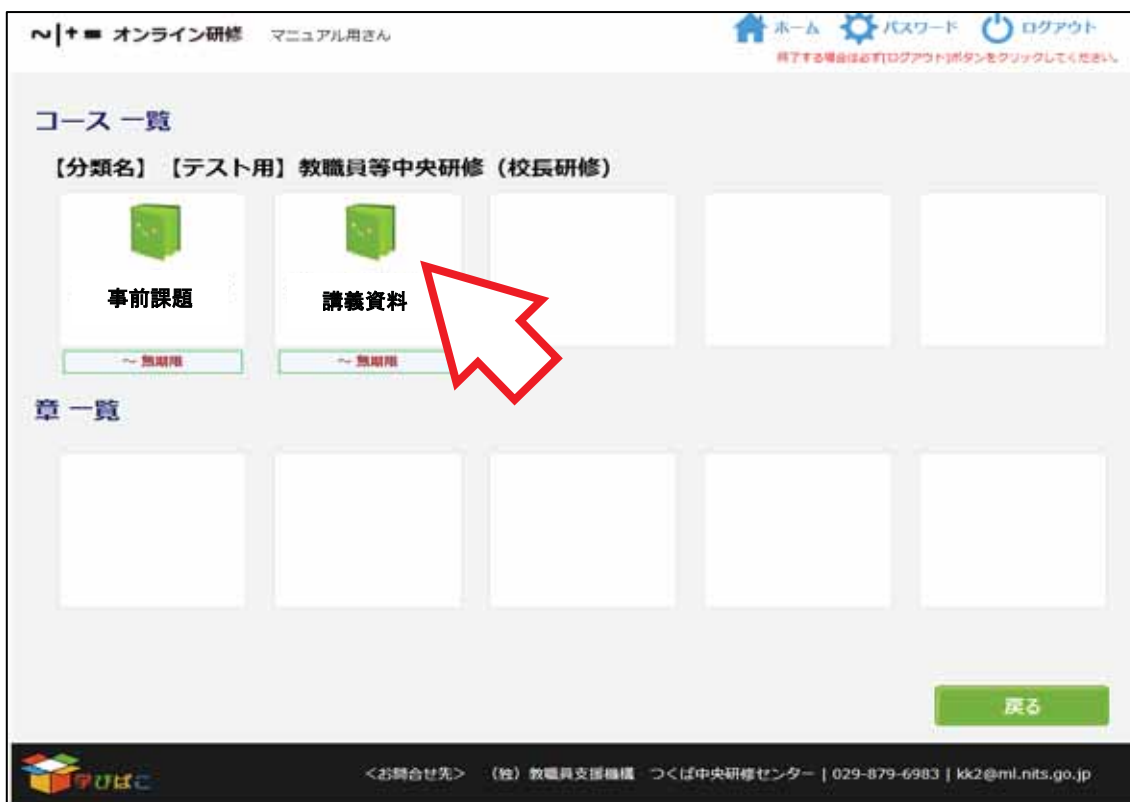 オンライン研修 マニュアル用さん
ホーム パスワード ログアウト
終了する場合は必ず[ログアウト]ボタンをクリックしてください。
コース 一覧
【分類名】【テスト用】教職員等中央研修（校長研修）
事前課題 講義資料
～ 無期限 ～ 無期限
章 一覧
戻る
学びばこ
<お問合せ先> （独）教職員支援機構 つくば中央研修センター | 029-879-6983 | kk2@ml.nits.go.jp